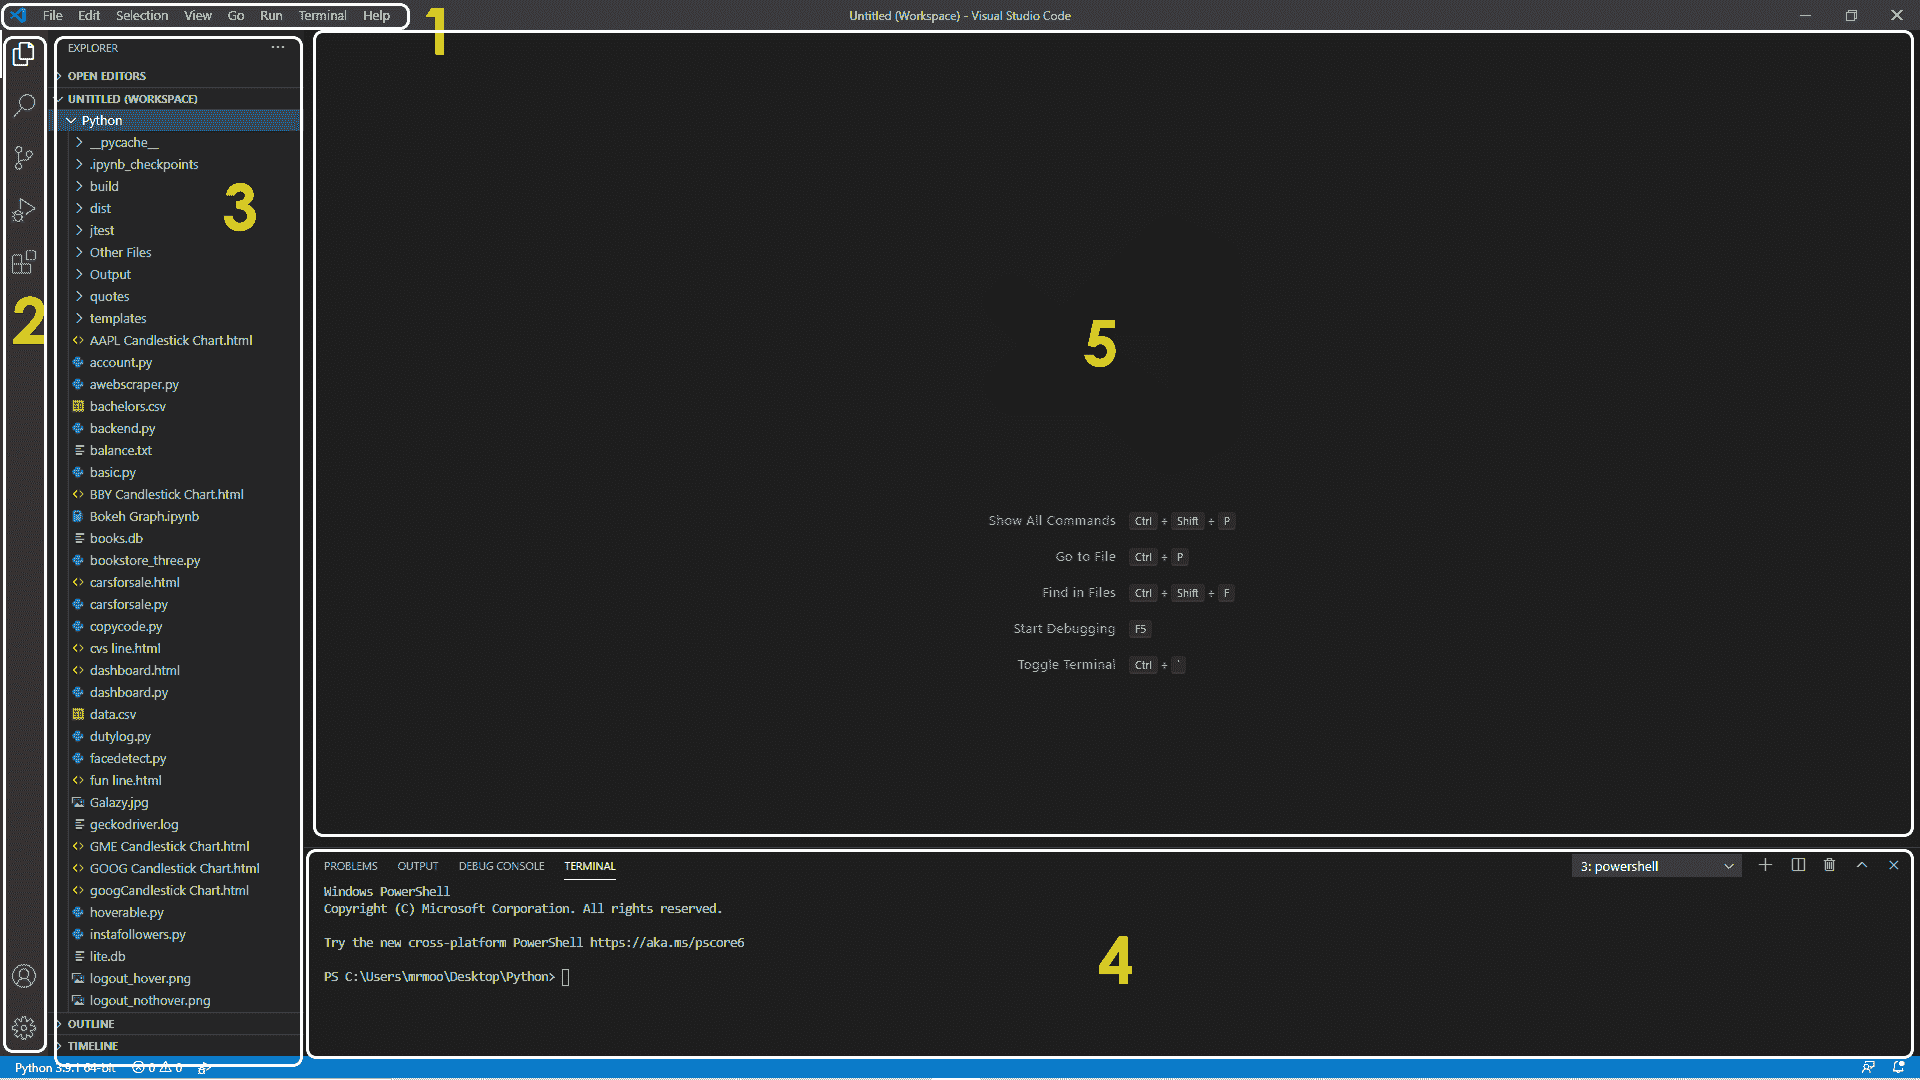 File Edit Selection View Go Run Terminal Help
Untitled (Workspace) - Visual Studio Code
1
2
EXPLORER
OPEN EDITORS
UNTITLED (WORKSPACE)
Python
__pycache__
.ipynb_checkpoints
build
dist
jtest
Other Files
Output
quotes
templates
AAPL Candlestick Chart.html
account.py
awebscraper.py
bachelors.csv
backend.py
balance.txt
basic.py
BBY Candlestick Chart.html
Bokeh Graph.ipynb
books.db
bookstore_three.py
carsforsale.html
carsforsale.py
copycode.py
cvs line.html
dashboard.html
dashboard.py
data.csv
dutylog.py
facedetect.py
fun line.html
Galazy.jpg
geckodriver.log
GME Candlestick Chart.html
GOOG Candlestick Chart.html
googCandlestick Chart.html
hoverable.py
instafollowers.py
lite.db
logout_hover.png
logout_nothover.png
OUTLINE
TIMELINE
3
5
Show All Commands Ctrl + Shift + P
Go to File Ctrl + P
Find in Files Ctrl + Shift + F
Start Debugging F5
Toggle Terminal Ctrl + `
PROBLEMS OUTPUT DEBUG CONSOLE TERMINAL
3: powershell
Windows PowerShell
Copyright (C) Microsoft Corporation. All rights reserved.
Try the new cross-platform PowerShell https://aka.ms/pscore6
PS C:\Users\mrmoo\Desktop\Python>
4
Python 3.9.1 64-bit 0 0